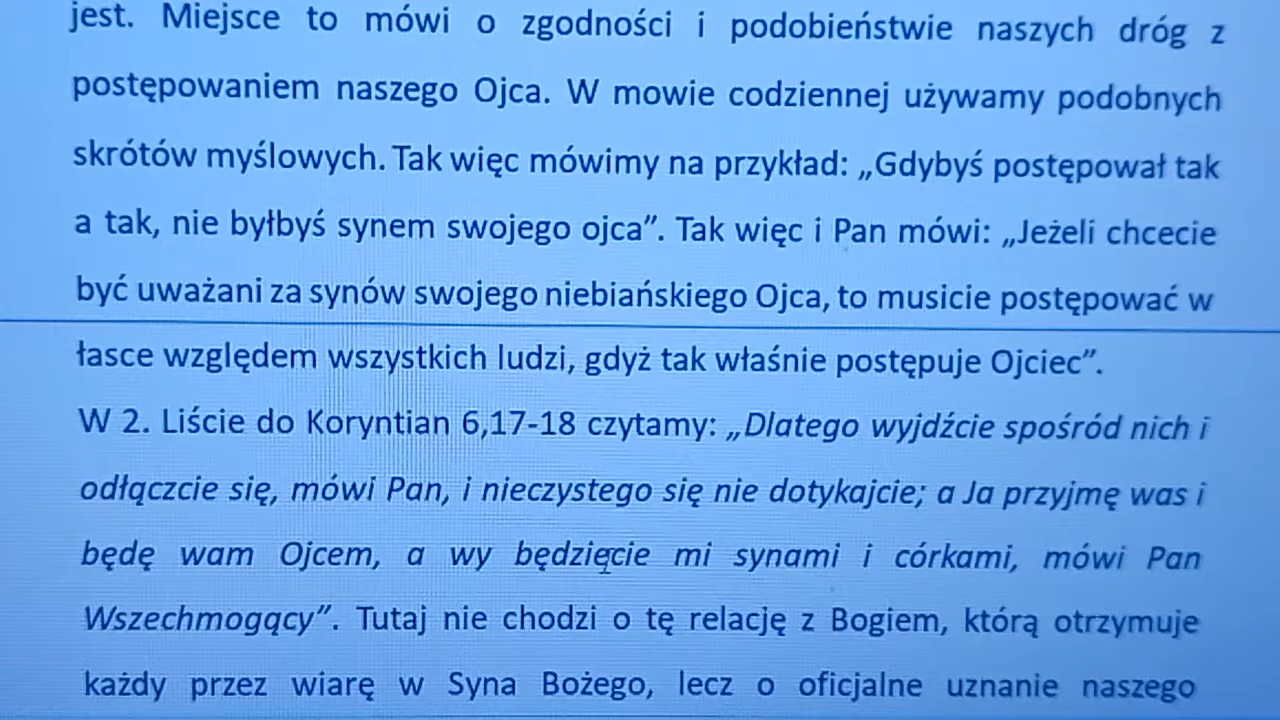 jest. Miejsce to mówi o zgodności i podobieństwie naszych dróg z
postępowaniem naszego Ojca. W mowie codziennej używamy podobnych
skrótów myślowych. Tak więc mówimy na przykład: „Gdybyś postępował tak
a tak, nie byłbyś synem swojego ojca”. Tak więc i Pan mówi: „Jeżeli chcecie
być uważani za synów swojego niebiańskiego Ojca, to musicie postępować w
łasce względem wszystkich ludzi, gdyż tak właśnie postępuje Ojciec”.
W 2. Liście do Koryntian 6,17-18 czytamy: „Dlatego wyjdźcie spośród nich i
odłączcie się, mówi Pan, i nieczystego się nie dotykajcie; a Ja przyjmę was i
będę wam Ojcem, a wy będziecie mi synami i córkami, mówi Pan
Wszechmogący”. Tutaj nie chodzi o tę relację z Bogiem, którą otrzymuje
każdy przez wiarę w Syna Bożego, lecz o oficjalne uznanie naszego